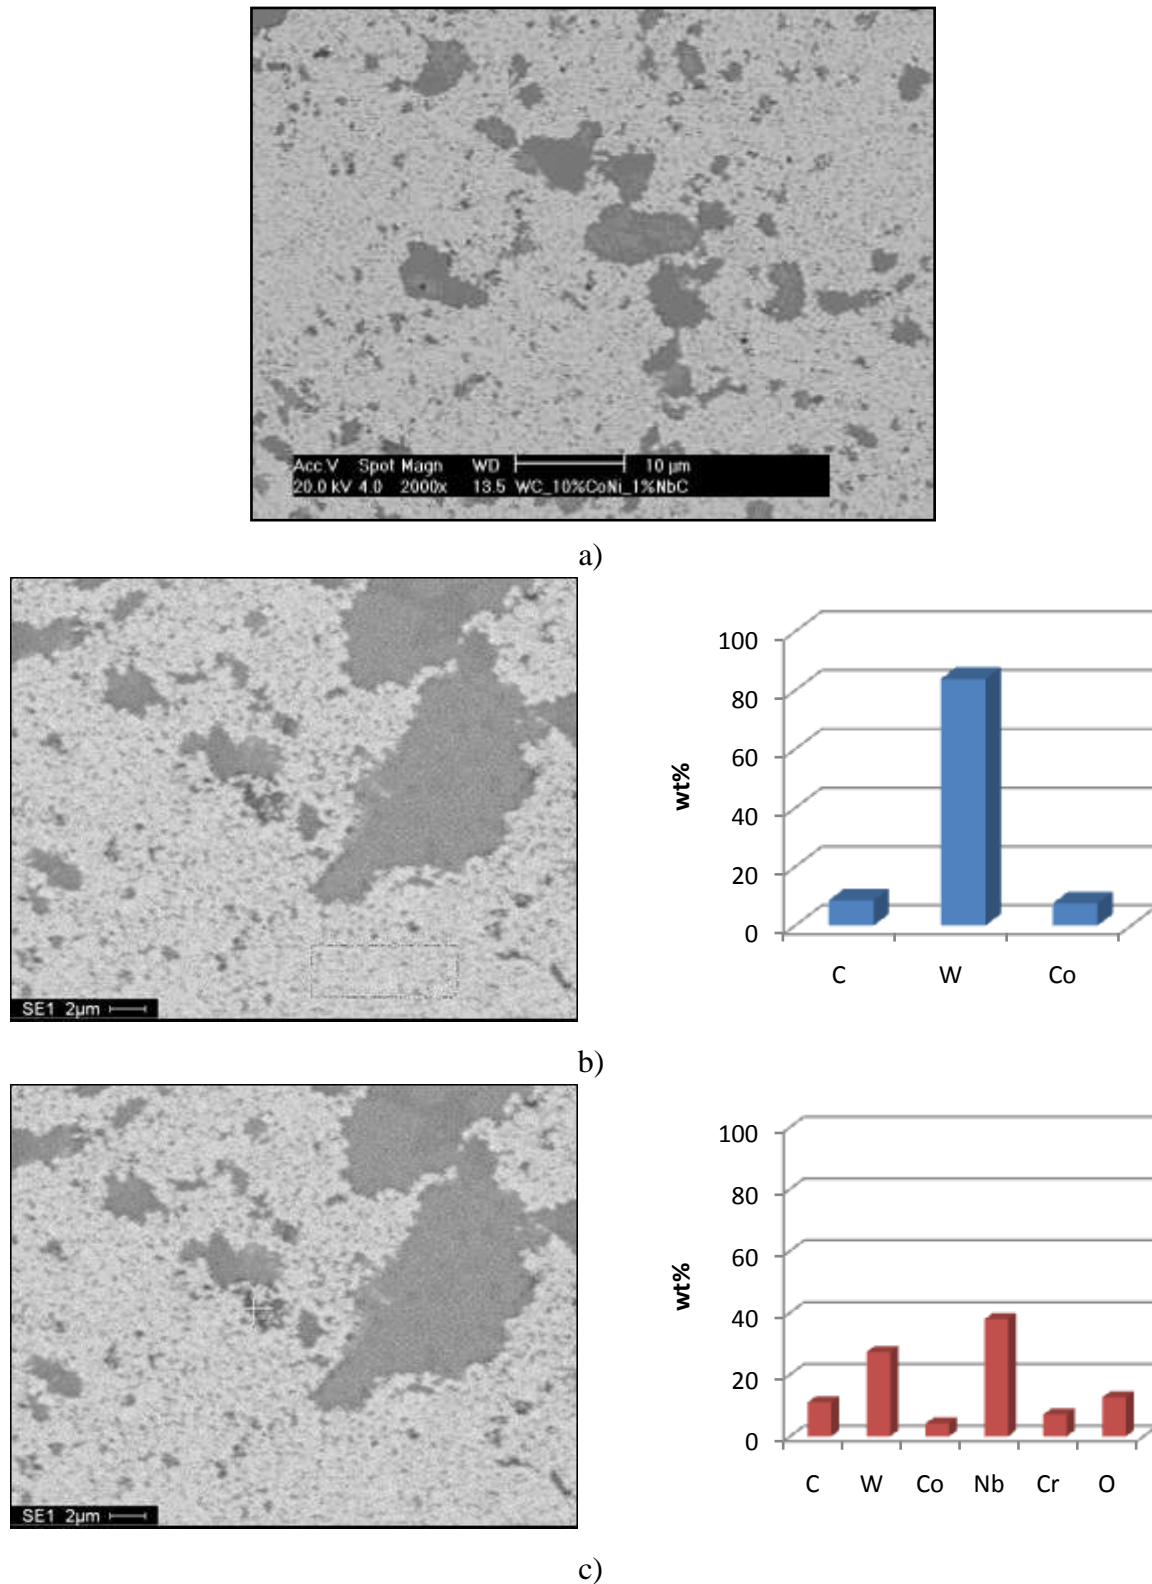 Acc.V Spot Magn WD 10 µm
20.0 kV 4.0 2000x 13.5 WC_10%CoNi_1%NbC
a)
SE1 2µm
wt%
100
80
60
40
20
0
C W Co
b)
SE1 2µm
wt%
100
80
60
40
20
0
C W Co Nb Cr O
c)